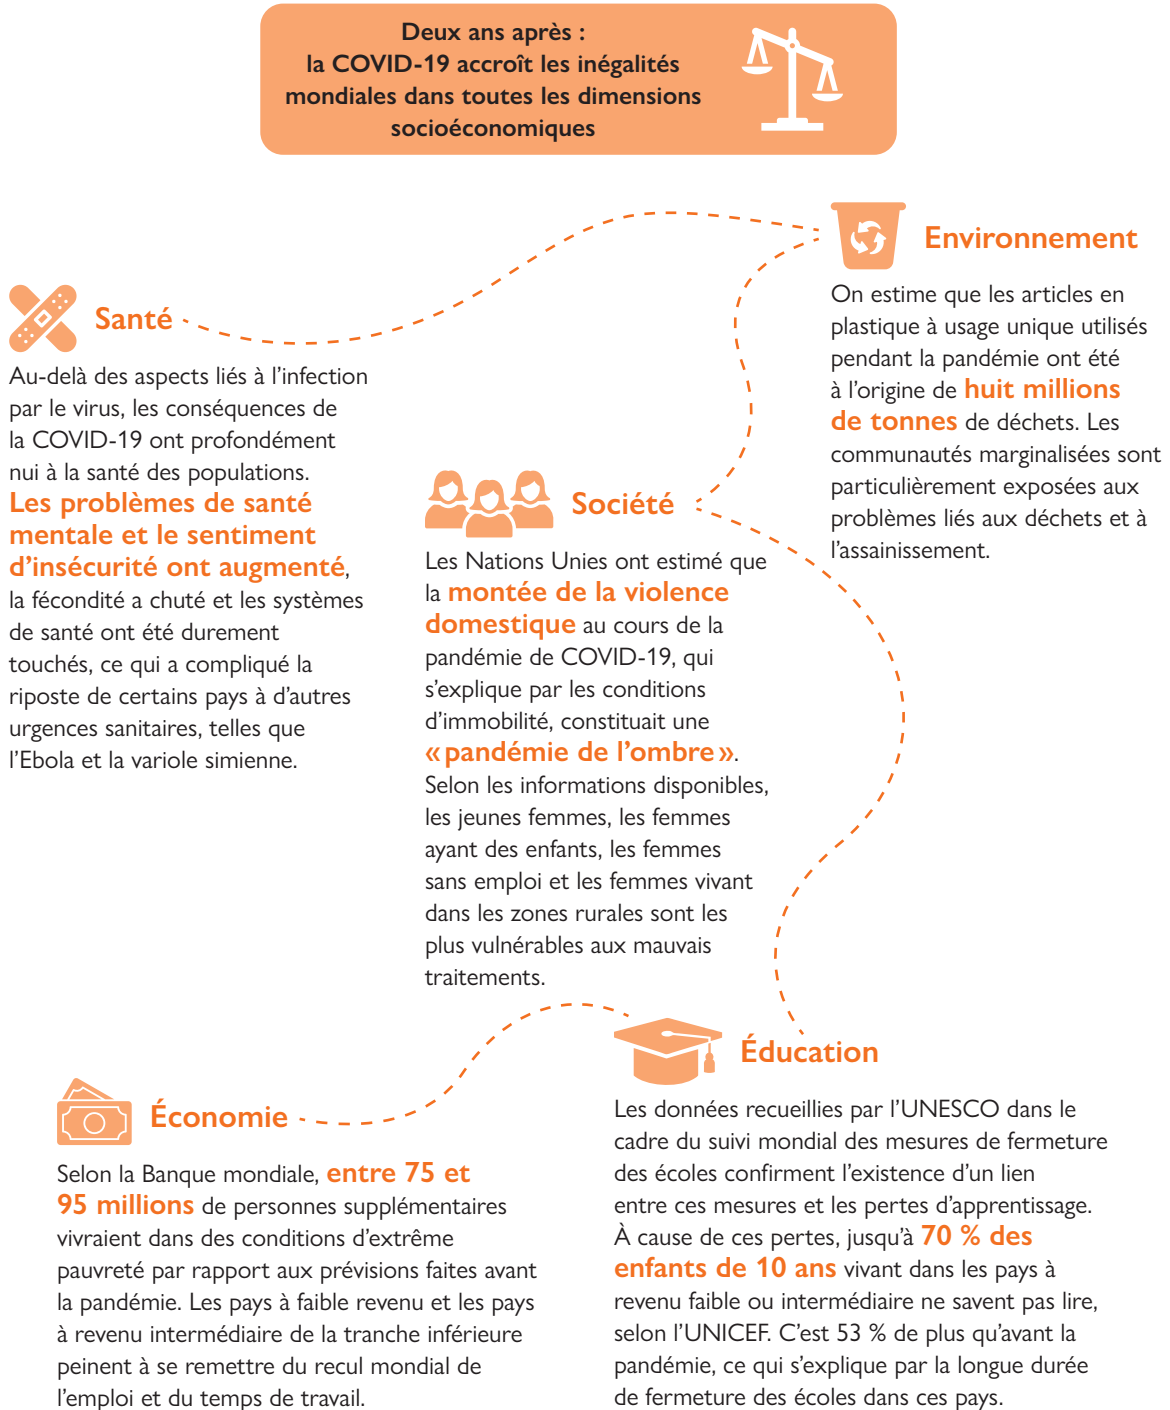 Deux ans après :
la COVID-19 accroît les inégalités
mondiales dans toutes les dimensions
socioéconomiques
Environnement
On estime que les articles en
plastique à usage unique utilisés
pendant la pandémie ont été
à l’origine de huit millions
de tonnes de déchets. Les
communautés marginalisées sont
particulièrement exposées aux
problèmes liés aux déchets et à
l’assainissement.
Santé
Au-delà des aspects liés à l’infection
par le virus, les conséquences de
la COVID-19 ont profondément
nui à la santé des populations.
Les problèmes de santé
mentale et le sentiment
d’insécurité ont augmenté,
la fécondité a chuté et les systèmes
de santé ont été durement
touchés, ce qui a compliqué la
riposte de certains pays à d’autres
urgences sanitaires, telles que
l’Ebola et la variole simienne.
Société
Les Nations Unies ont estimé que
la montée de la violence
domestique au cours de la
pandémie de COVID-19, qui
s’explique par les conditions
d’immobilité, constituait une
« pandémie de l’ombre ».
Selon les informations disponibles,
les jeunes femmes, les femmes
ayant des enfants, les femmes
sans emploi et les femmes vivant
dans les zones rurales sont les
plus vulnérables aux mauvais
traitements.
Éducation
Les données recueillies par l’UNESCO dans le
cadre du suivi mondial des mesures de fermeture
des écoles confirment l’existence d’un lien
entre ces mesures et les pertes d’apprentissage.
À cause de ces pertes, jusqu’à 70 % des
enfants de 10 ans vivant dans les pays à
revenu faible ou intermédiaire ne savent pas lire,
selon l’UNICEF. C’est 53 % de plus qu’avant la
pandémie, ce qui s’explique par la longue durée
de fermeture des écoles dans ces pays.
Économie
Selon la Banque mondiale, entre 75 et
95 millions de personnes supplémentaires
vivraient dans des conditions d’extrême
pauvreté par rapport aux prévisions faites avant
la pandémie. Les pays à faible revenu et les pays
à revenu intermédiaire de la tranche inférieure
peinent à se remettre du recul mondial de
l’emploi et du temps de travail.